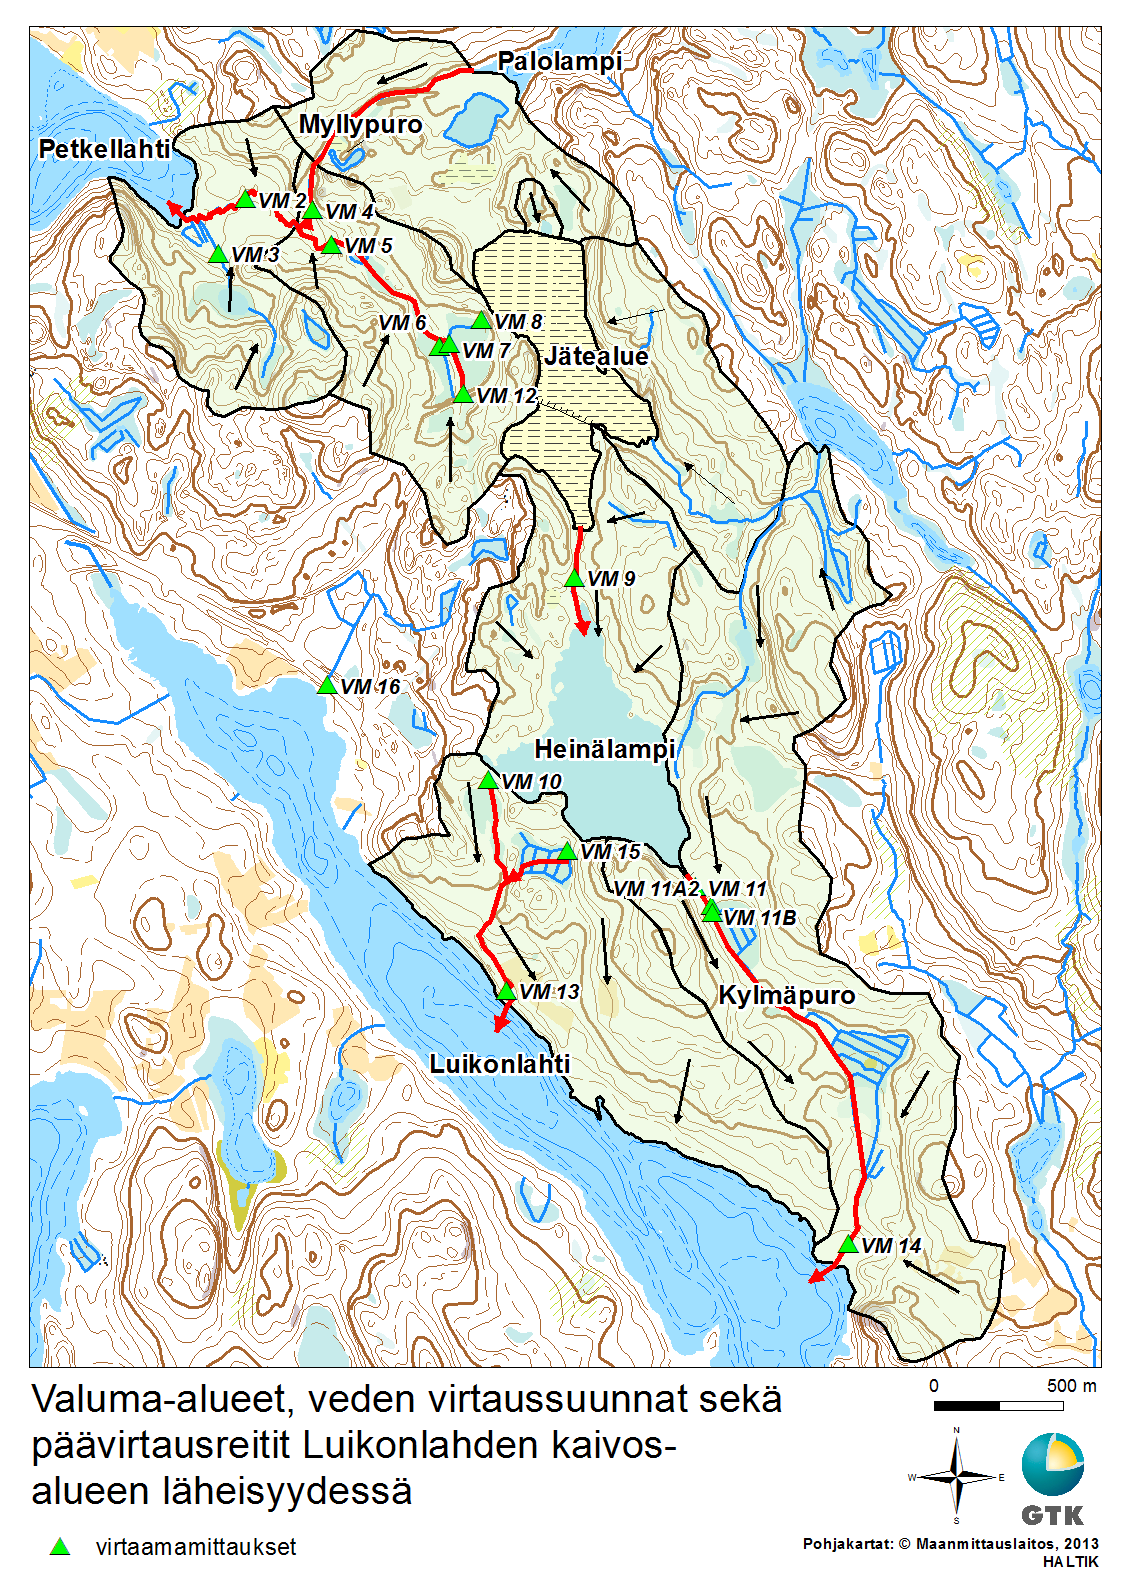 Palolampi
Myllypuro
Petkellahti
VM 2
VM 4
VM 5
VM 3
VM 6
VM 8
VM 7
Jätealue
VM 12
VM 9
VM 16
Heinälampi
VM 10
VM 15
VM 11A2 VM 11
VM 11B
VM 13
Kylmäpuro
Luikonlahti
VM 14
Valuma-alueet, veden virtaussuunnat sekä
päävirtausreitit Luikonlahden kaivos-
alueen läheisyydessä
virtaamamittaukset
0 500 m
N
W E
S
GTK
Pohjakartat: © Maanmittauslaitos, 2013
HALTIK